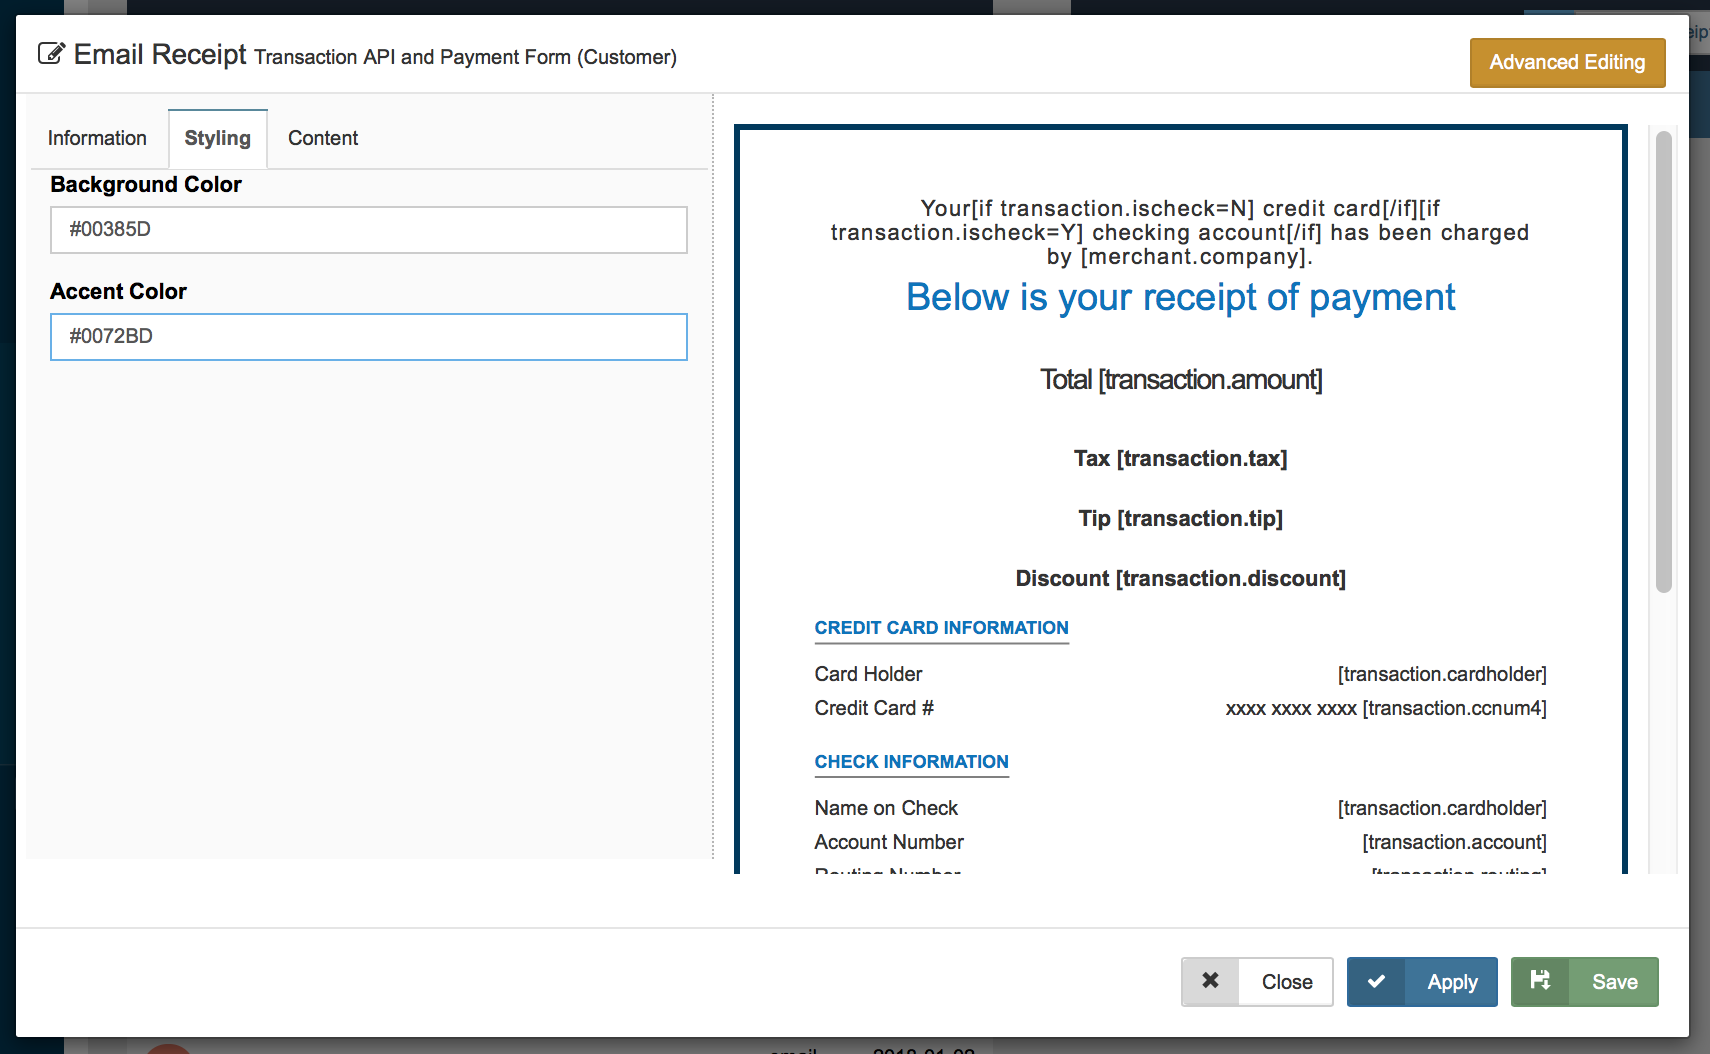 Email Receipt Transaction API and Payment Form (Customer)
Advanced Editing
Information
Styling
Content
Background Color
#00385D
Accent Color
#0072BD
Your[if transaction.ischeck=N] credit card[/if][if
transaction.ischeck=Y] checking account[/if] has been charged
by [merchant.company].
Below is your receipt of payment
Total [transaction.amount]
Tax [transaction.tax]
Tip [transaction.tip]
Discount [transaction.discount]
CREDIT CARD INFORMATION
Card Holder [transaction.cardholder]
Credit Card # xxxx xxxx xxxx [transaction.ccnum4]
CHECK INFORMATION
Name on Check [transaction.cardholder]
Account Number [transaction.account]
Routing Number [transaction.routing]
Close
Apply
Save